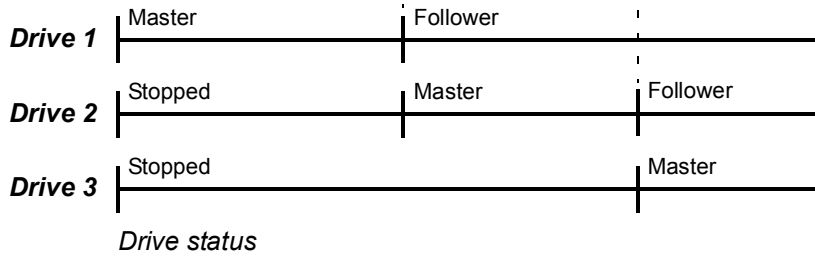 Master Follower
Drive 1
Stopped Master Follower
Drive 2
Stopped Master
Drive 3
Drive status